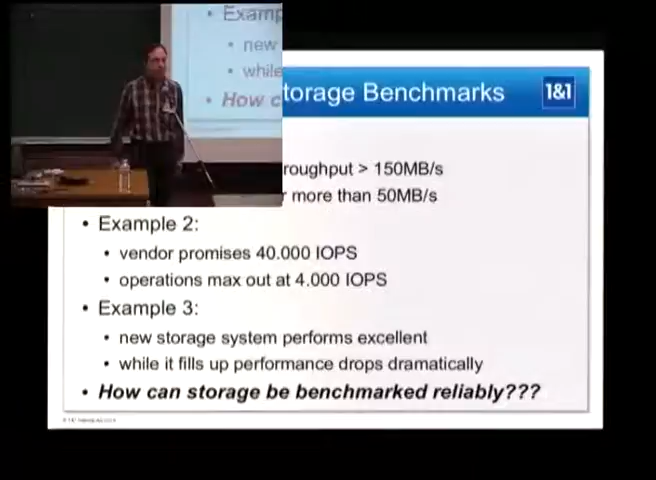 Examp
new
while
How c
torage Benchmarks
1&1
roughput > 150MB/s
r more than 50MB/s
• Example 2:
• vendor promises 40.000 IOPS
• operations max out at 4.000 IOPS
• Example 3:
• new storage system performs excellent
• while it fills up performance drops dramatically
• How can storage be benchmarked reliably???